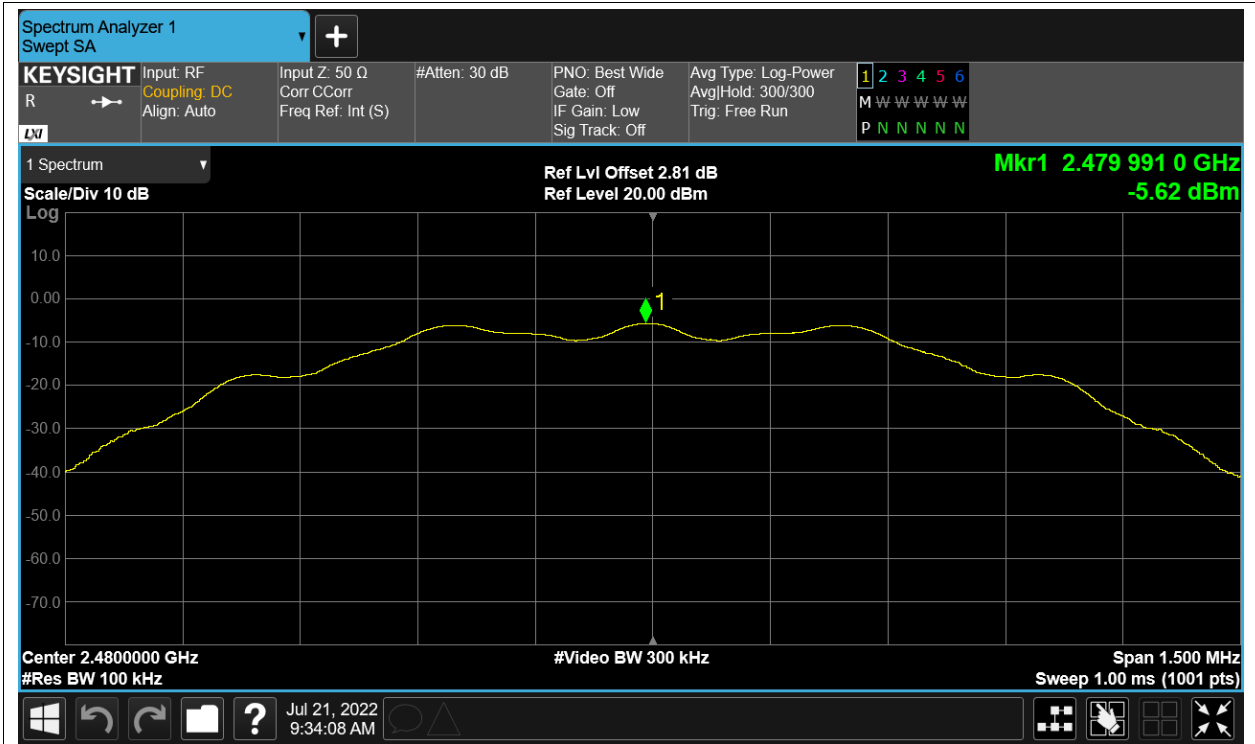 Spectrum Analyzer 1
Swept SA
KEYSIGHT
R
LXI
Input: RF
Coupling: DC
Align: Auto
Input Z: 50 Ω
Corr CCorr
Freq Ref: Int (S)
#Atten: 30 dB
PNO: Best Wide
Gate: Off
IF Gain: Low
Sig Track: Off
Avg Type: Log-Power
Avg|Hold: 300/300
Trig: Free Run
1 2 3 4 5 6
M W W W W W
P N N N N N
1 Spectrum
Scale/Div 10 dB
Ref Lvl Offset 2.81 dB
Ref Level 20.00 dBm
Mkr1 2.479 991 0 GHz
-5.62 dBm
Log
10.0
0.00
1
-10.0
-20.0
-30.0
-40.0
-50.0
-60.0
-70.0
Center 2.4800000 GHz
#Video BW 300 kHz
Span 1.500 MHz
#Res BW 100 kHz
Sweep 1.00 ms (1001 pts)
?
Jul 21, 2022
9:34:08 AM